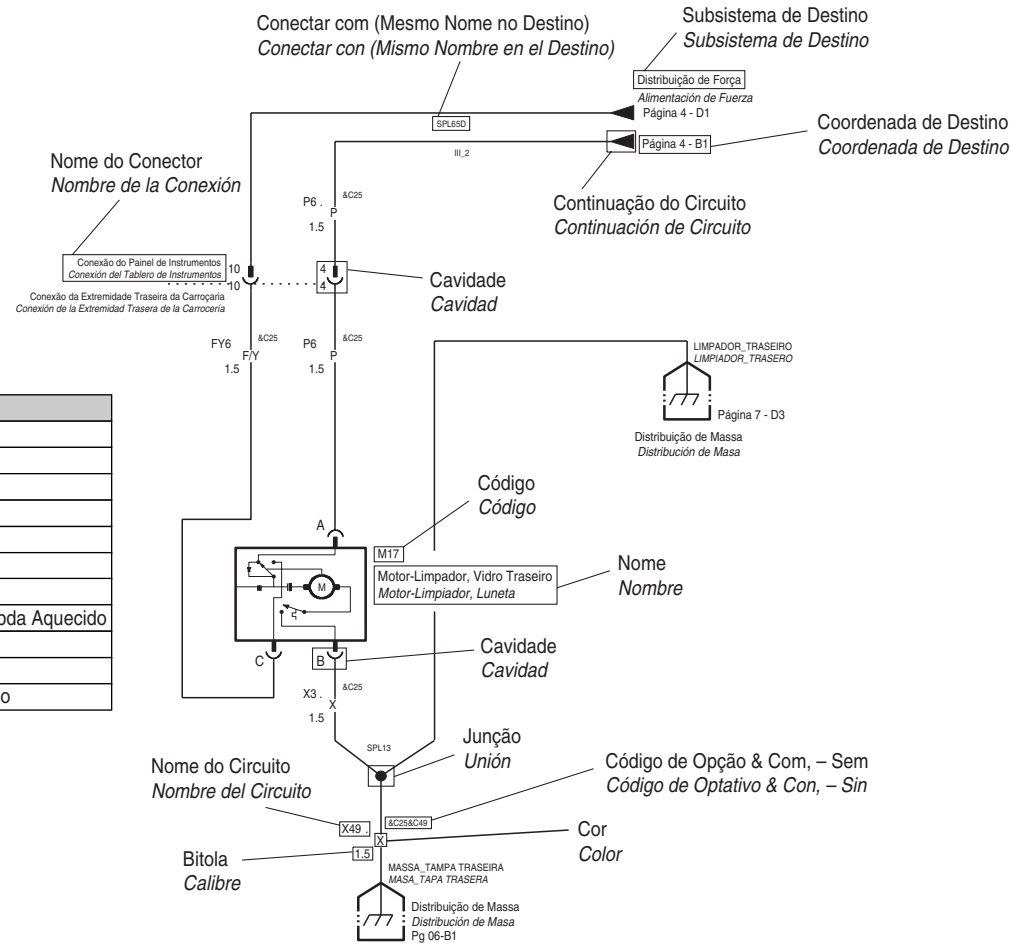 Conectar com (Mesmo Nome no Destino)
Conectar con (Mismo Nombre en el Destino)
Subsistema de Destino
Subsistema de Destino
Distribuição de Força
Alimentación de Fuerza
Página 4 - D1
SPL65D
Página 4 - B1
III_2
Coordenada de Destino
Coordenada de Destino
Nome do Conector
Nombre de la Conexión
Continuação do Circuito
Continuación de Circuito
P6 .
&C25
P
1.5
Conexão do Painel de Instrumentos
Conexión del Tablero de Instrumentos
10
4
10
4
Conexão da Extremidade Traseira da Carroçaria
Conexión de la Extremidad Trasera de la Carrocería
Cavidade
Cavidad
FY6
&C25
F/Y
1.5
P6
&C25
P
1.5
LIMPADOR_TRASEIRO
LIMPIADOR_TRASERO
Página 7 - D3
Distribuição de Massa
Distribución de Masa
Código
Código
A
M17
Motor-Limpador, Vidro Traseiro
Motor-Limpiador, Luneta
M
Nome
Nombre
da Aquecido
o
C
B
Cavidade
Cavidad
X3 .
&C25
X
1.5
SPL13
Junção
Unión
Nome do Circuito
Nombre del Circuito
Código de Opção & Com, – Sem
Código de Optativo & Con, – Sin
X49 .
&C25&C49
X
1.5
Cor
Color
Bitola
Calibre
MASSA_TAMPA TRASEIRA
MASA_TAPA TRASERA
Distribuição de Massa
Distribución de Masa
Pg 06-B1